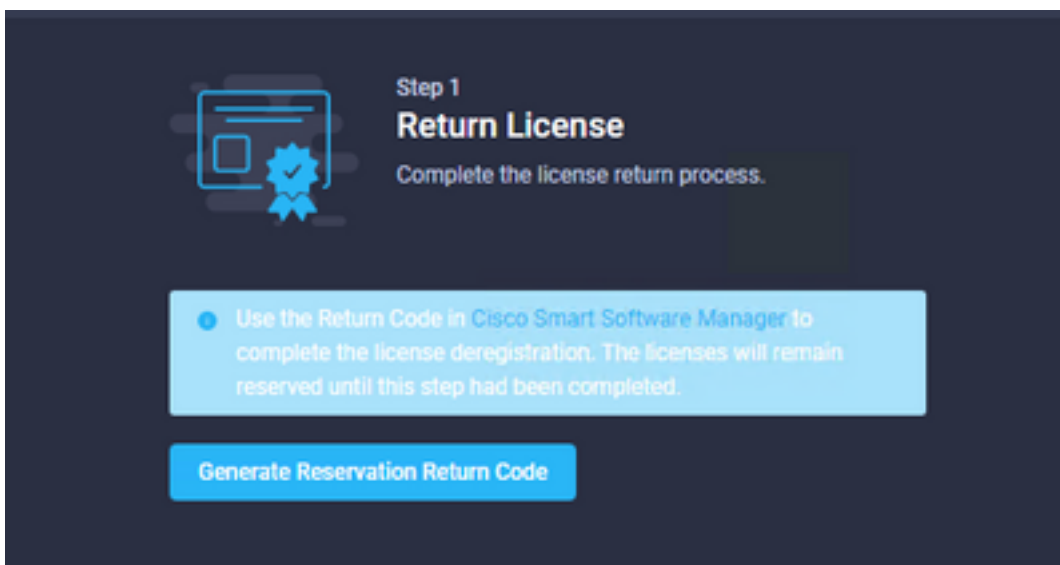 Step 1
Return License
Complete the license return process.
Use the Return Code in Cisco Smart Software Manager to
complete the license deregistration. The licenses will remain
reserved until this step had been completed.
Generate Reservation Return Code